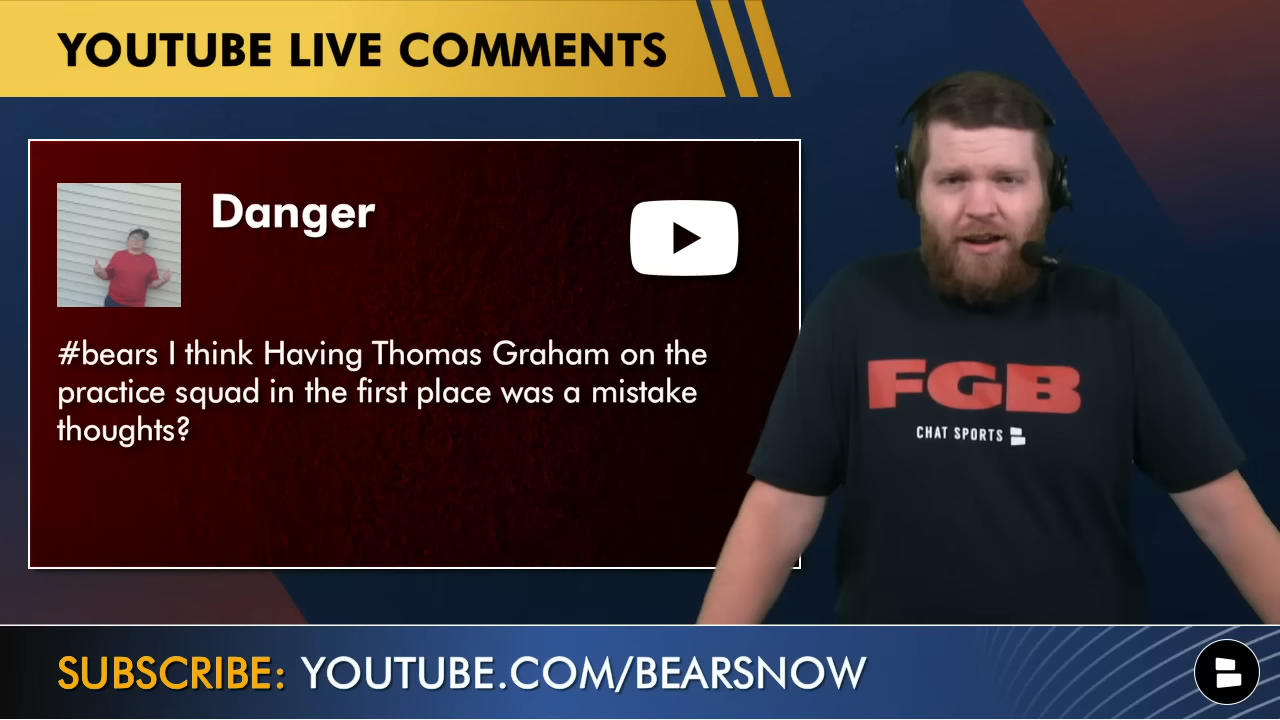 YOUTUBE LIVE COMMENTS
Danger
#bears I think Having Thomas Graham on the
practice squad in the first place was a mistake
thoughts?
FGB
CHAT SPORTS
SUBSCRIBE: YOUTUBE.COM/BEARSNOW